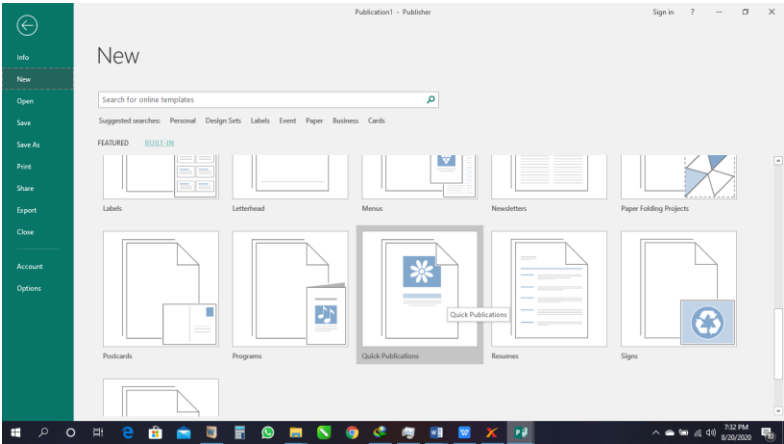 Publication1 - Publisher
Sign in ?
Info
New
Open
Save
Save As
Print
Share
Export
Close
Account
Options
New
Search for online templates
Suggested searches: Personal Design Sets Labels Event Paper Business Cards
FEATURED BUILT-IN
Labels Letterhead Menus Newsletters Paper Folding Projects
Quick Publications
Postcards Programs Quick Publications Resumes Signs
7:32 PM
8/20/2020